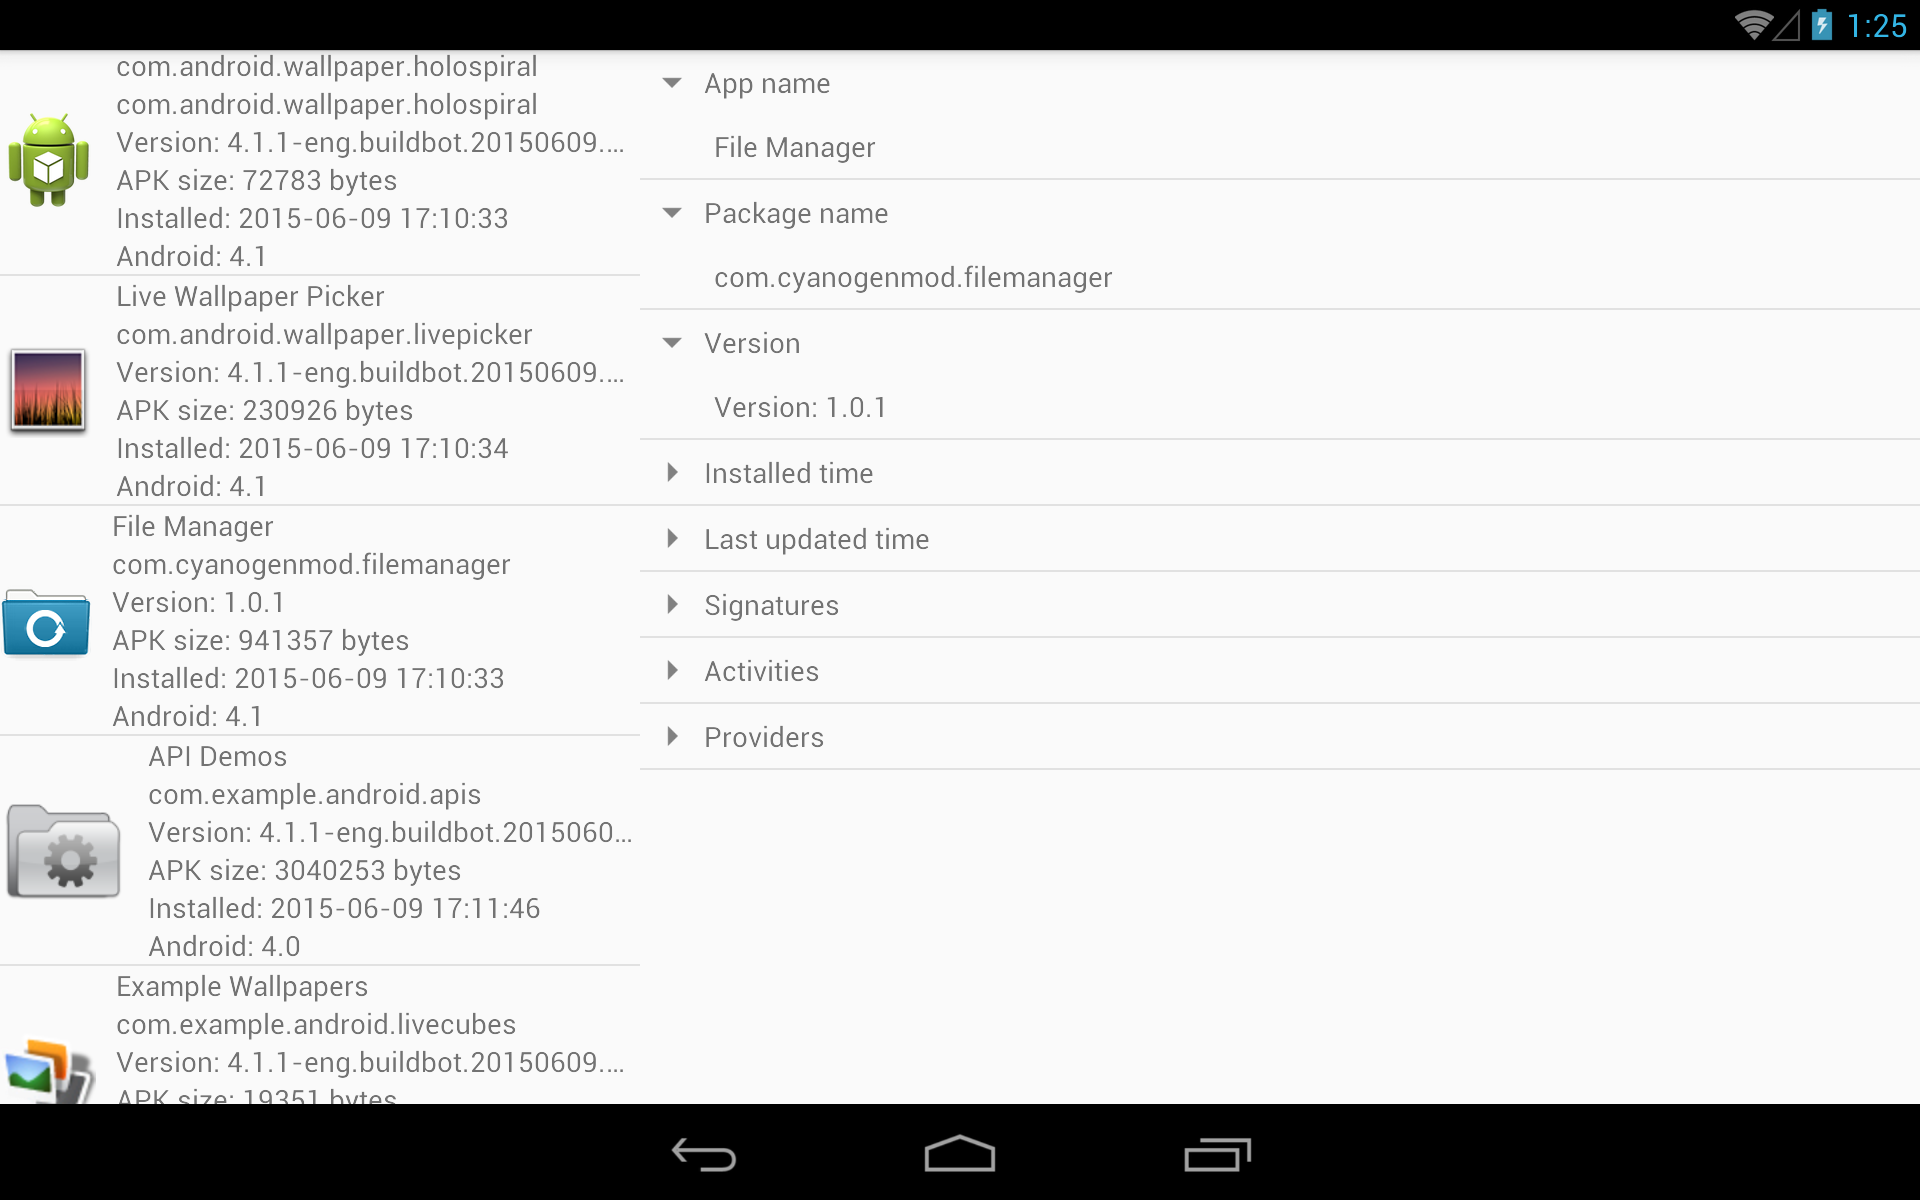 1:25
com.android.wallpaper.holospiral
com.android.wallpaper.holospiral
Version: 4.1.1-eng.buildbot.20150609.…
APK size: 72783 bytes
Installed: 2015-06-09 17:10:33
Android: 4.1
Live Wallpaper Picker
com.android.wallpaper.livepicker
Version: 4.1.1-eng.buildbot.20150609.…
APK size: 230926 bytes
Installed: 2015-06-09 17:10:34
Android: 4.1
File Manager
com.cyanogenmod.filemanager
Version: 1.0.1
APK size: 941357 bytes
Installed: 2015-06-09 17:10:33
Android: 4.1
API Demos
com.example.android.apis
Version: 4.1.1-eng.buildbot.2015060…
APK size: 3040253 bytes
Installed: 2015-06-09 17:11:46
Android: 4.0
Example Wallpapers
com.example.android.livecubes
Version: 4.1.1-eng.buildbot.20150609.…
APK size: 19351 bytes
App name
File Manager
Package name
com.cyanogenmod.filemanager
Version
Version: 1.0.1
Installed time
Last updated time
Signatures
Activities
Providers